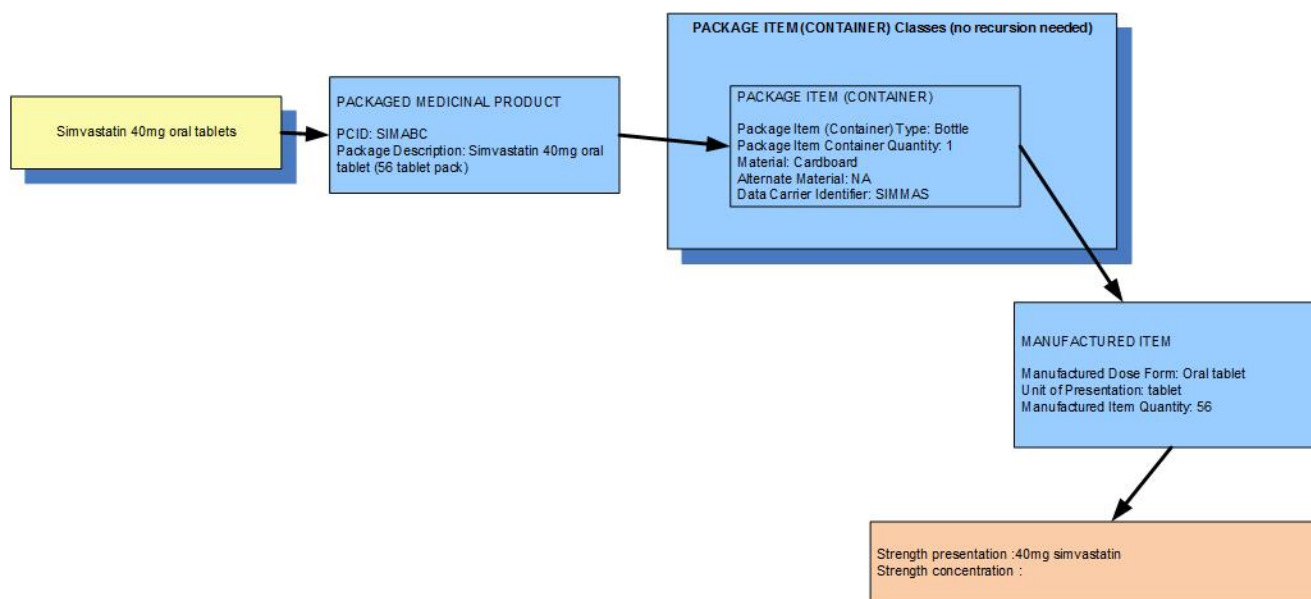 PACKAGE ITEM (CONTAINER) Classes (no recursion needed)
Simvastatin 40mg oral tablets
PACKAGED MEDICINAL PRODUCT
PCID: SIMABC
Package Description: Simvastatin 40mg oral
tablet (56 tablet pack)
PACKAGE ITEM (CONTAINER)
Package Item (Container) Type: Bottle
Package Item Container Quantity: 1
Material: Cardboard
Alternate Material: NA
Data Carrier Identifier: SIMMAS
MANUFACTURED ITEM
Manufactured Dose Form: Oral tablet
Unit of Presentation: tablet
Manufactured Item Quantity: 56
Strength presentation :40mg simvastatin
Strength concentration :